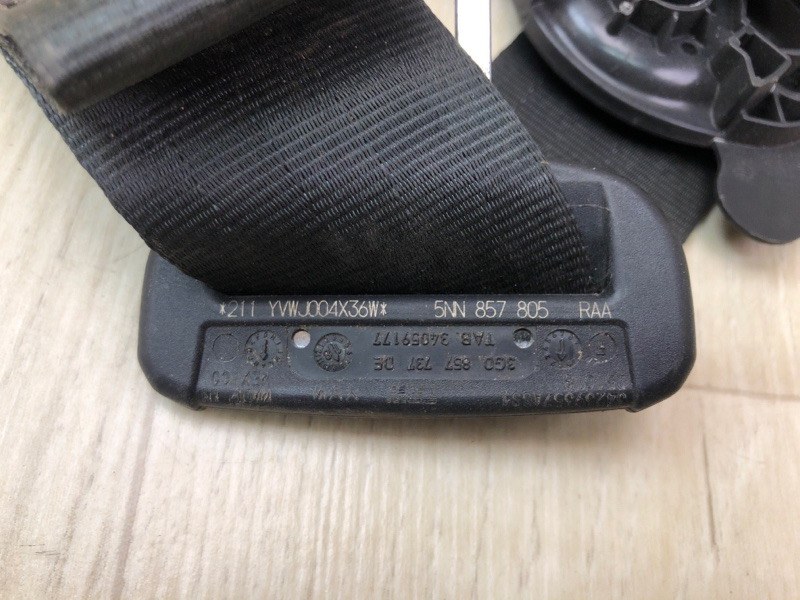 *211 YVWJ004X36W* 5NN 857 805 RAA
3G0. 857 737 DE
TAB. 34059177